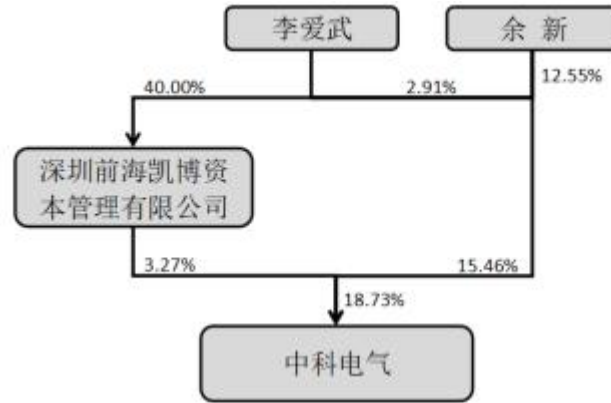 李爱武
余 新
40.00%
2.91%
12.55%
深圳前海凯博资
本管理有限公司
3.27%
15.46%
18.73%
中科电气